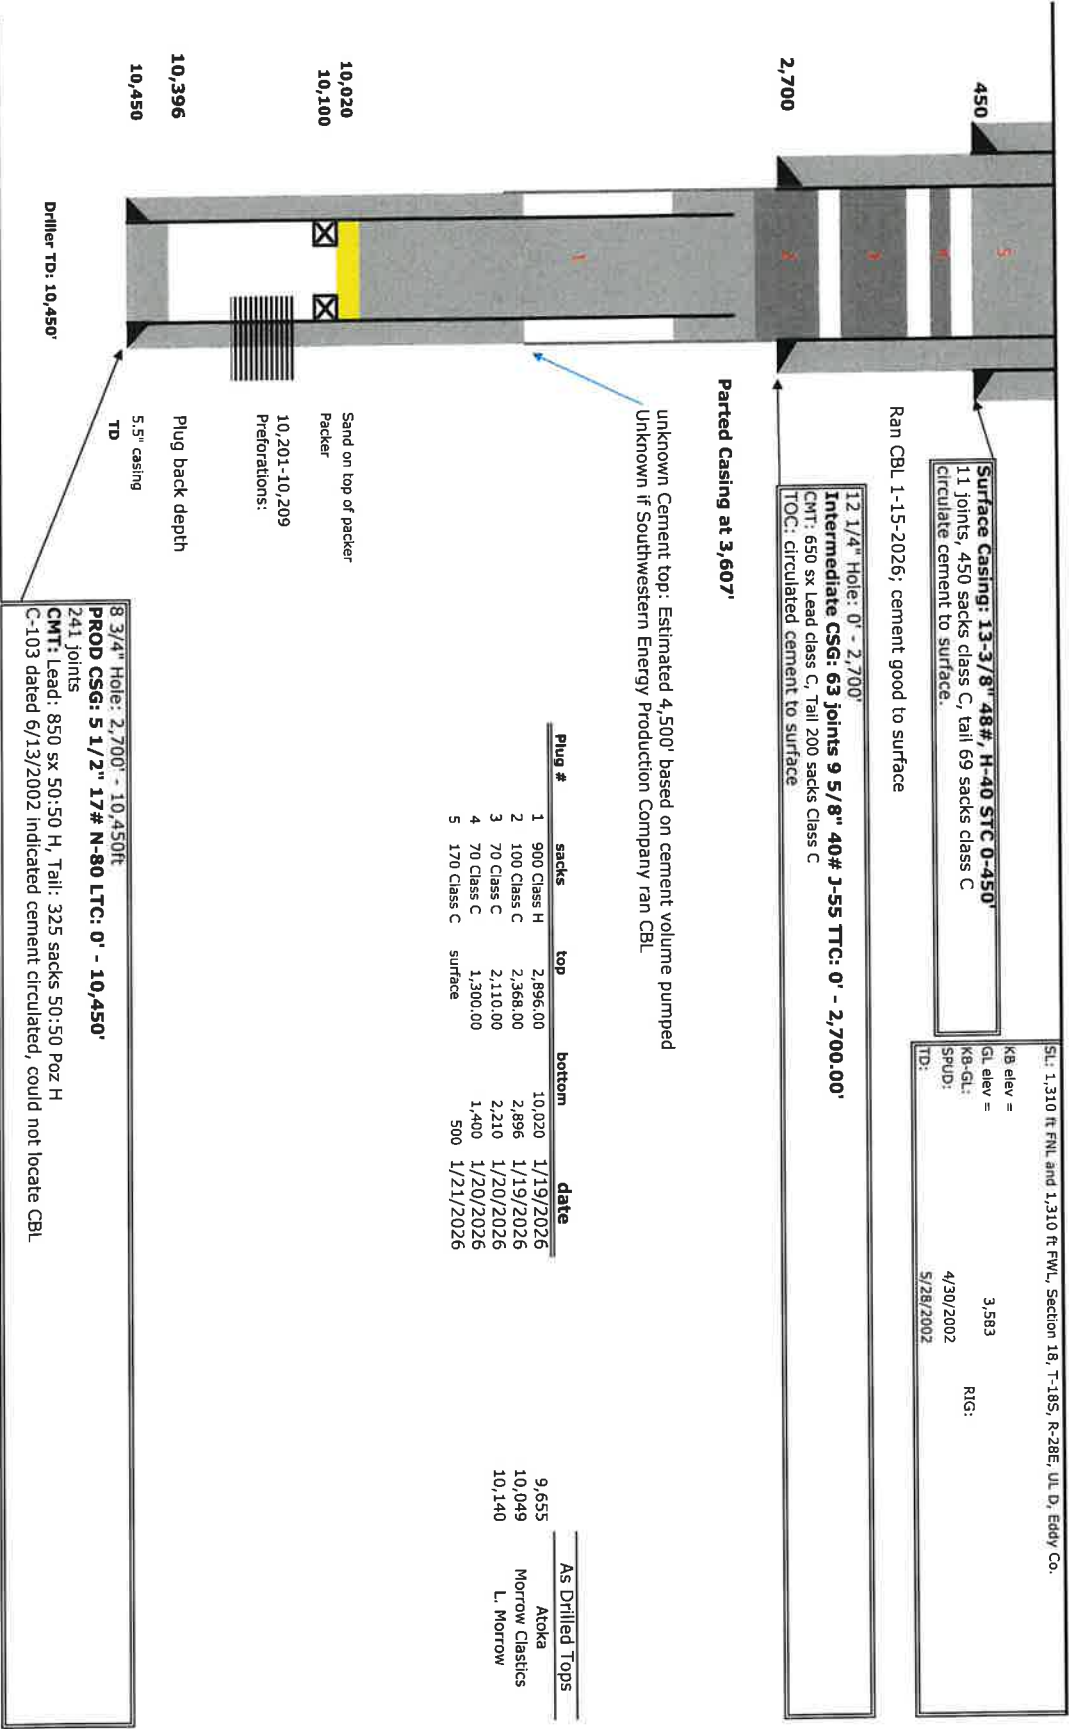 SL: 1,310 ft FNL and 1,310 ft FWL, Section 18, T-18S, R-28E, UL D, Eddy Co.
KB elev =
GL elev = 3,583
KB-GL: RIG:
SPUD: 4/30/2002
TD: 5/28/2002
450
Surface Casing: 13-3/8" 48#, H-40 STC 0-450'
11 joints, 450 sacks class C, tail 69 sacks class C
circulate cement to surface.
Ran CBL 1-15-2026; cement good to surface
12 1/4" Hole: 0' - 2,700'
Intermediate CSG: 63 joints 9 5/8" 40# J-55 TTC: 0' - 2,700.00'
CMT: 650 sx Lead class C, Tail 200 sacks Class C
TOC: circulated cement to surface
2,700
5
4
3
2
1
Parted Casing at 3,607'
unknown Cement top: Estimated 4,500' based on cement volume pumped
Unknown if Southwestern Energy Production Company ran CBL
Plug # sacks top bottom date
1 900 Class H 2,896.00 10,020 1/19/2026
2 100 Class C 2,368.00 2,896 1/19/2026
3 70 Class C 2,110.00 2,210 1/20/2026
4 70 Class C 1,300.00 1,400 1/20/2026
5 170 Class C surface 500 1/21/2026
As Drilled Tops
9,655 Atoka
10,049 Morrow Clastics
10,140 L. Morrow
10,020
10,100
Sand on top of packer
Packer
10,201-10,209
Preforations:
10,396
Plug back depth
10,450
5.5" casing
TD
Driller TD: 10,450'
8 3/4" Hole: 2,700' - 10,450ft
PROD CSG: 5 1/2" 17# N-80 LTC: 0' - 10,450'
241 joints
CMT: Lead: 850 sx 50:50 H, Tail: 325 sacks 50:50 Poz H
C-103 dated 6/13/2002 indicated cement circulated, could not locate CBL